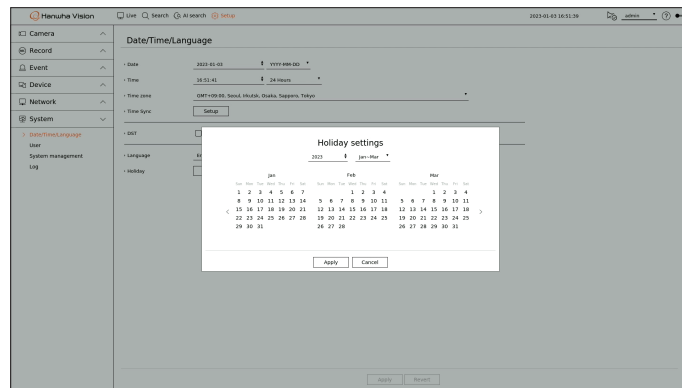 Hanwha Vision
Live Search AI search Setup
2023-01-03 16:51:39
admin
?
Camera
Record
Event
Device
Network
System
Date/Time/Language
User
System management
Log
Date/Time/Language
Date 2023-01-03 YYYY-MM-DD
Time 16:51:41 24 Hours
Time zone GMT+09:00, Seoul, Irkutsk, Osaka, Sapporo, Tokyo
Time Sync Setup
DST
Language En
Holiday
Holiday settings
2023 Jan~Mar
Jan Feb Mar
Sun Mon Tue Wed Thu Fri Sat Sun Mon Tue Wed Thu Fri Sat Sun Mon Tue Wed Thu Fri Sat
1 2 3 4 5 6 7 1 2 3 4 1 2 3 4
8 9 10 11 12 13 14 5 6 7 8 9 10 11 5 6 7 8 9 10 11
15 16 17 18 19 20 21 12 13 14 15 16 17 18 12 13 14 15 16 17 18
22 23 24 25 26 27 28 19 20 21 22 23 24 25 19 20 21 22 23 24 25
29 30 31 26 27 28 26 27 28 29 30 31
Apply Cancel
Apply Revert